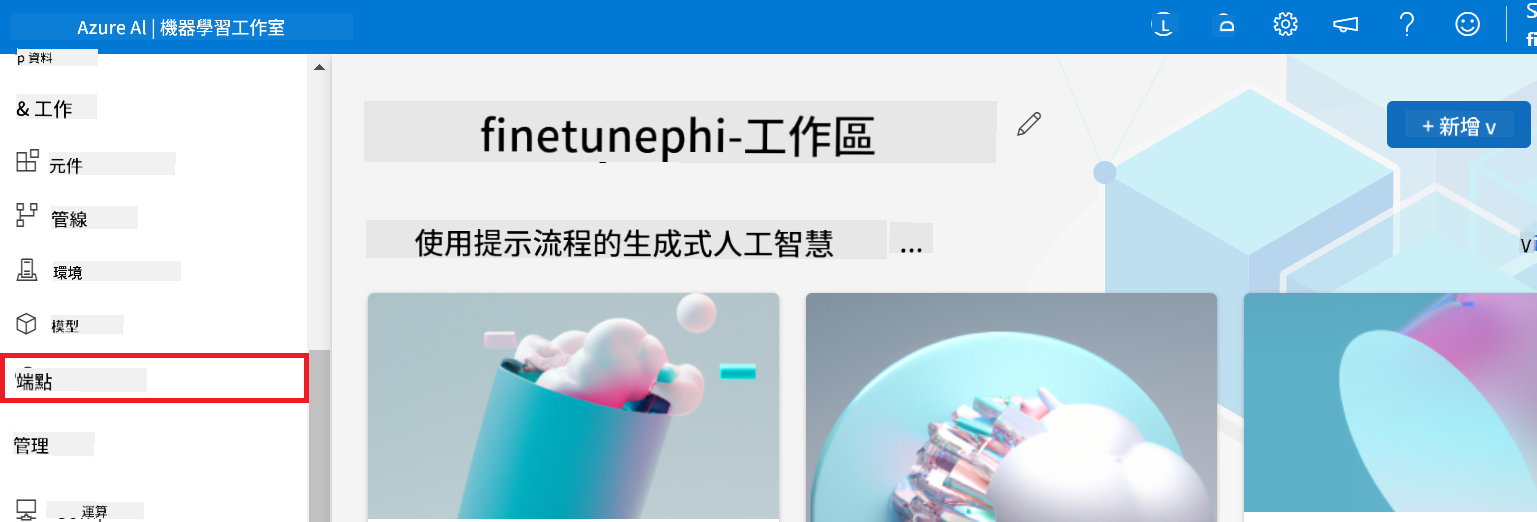 Azure Al | 機器學習工作室
p 資料
& 工作
元件
管線
環境
模型
端點
管理
運算
finetunephi-工作區
+ 新增 v
使用提示流程的生成式人工智慧
...